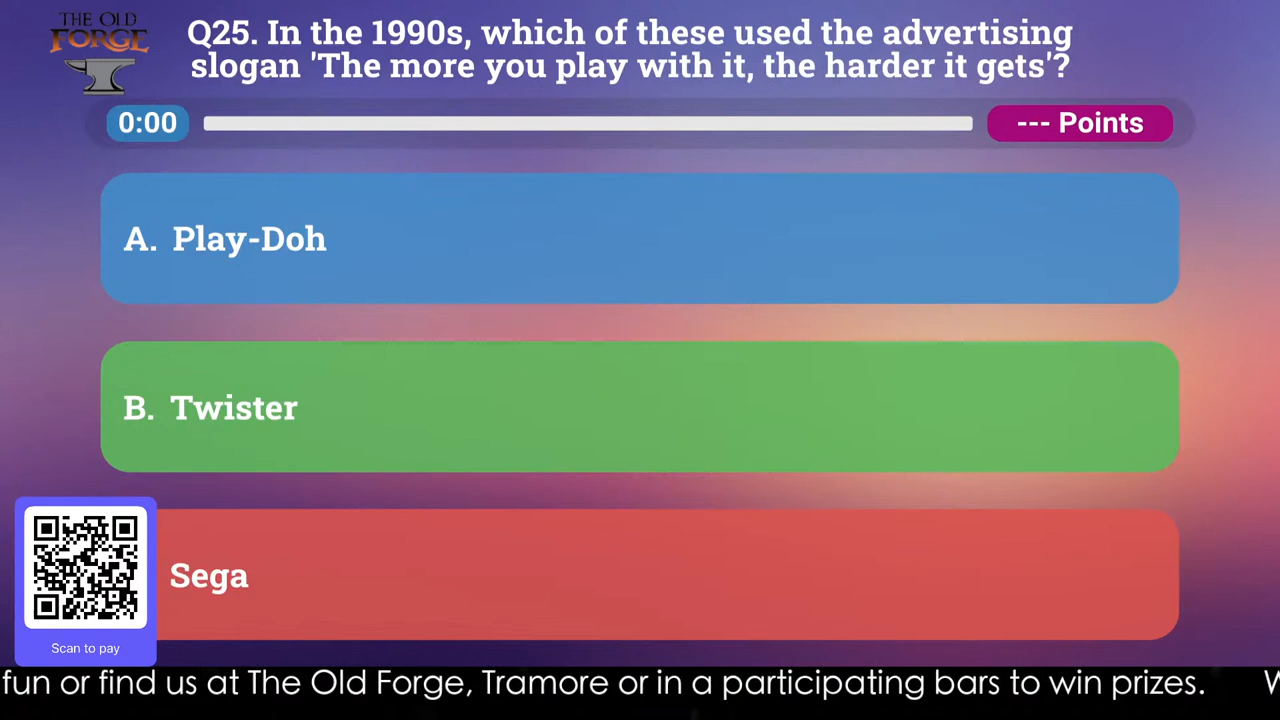 THE OLD
FORGE
Q25. In the 1990s, which of these used the advertising
slogan 'The more you play with it, the harder it gets'?
0:00
--- Points
A. Play-Doh
B. Twister
Sega
Scan to pay
fun or find us at The Old Forge, Tramore or in a participating bars to win prizes.